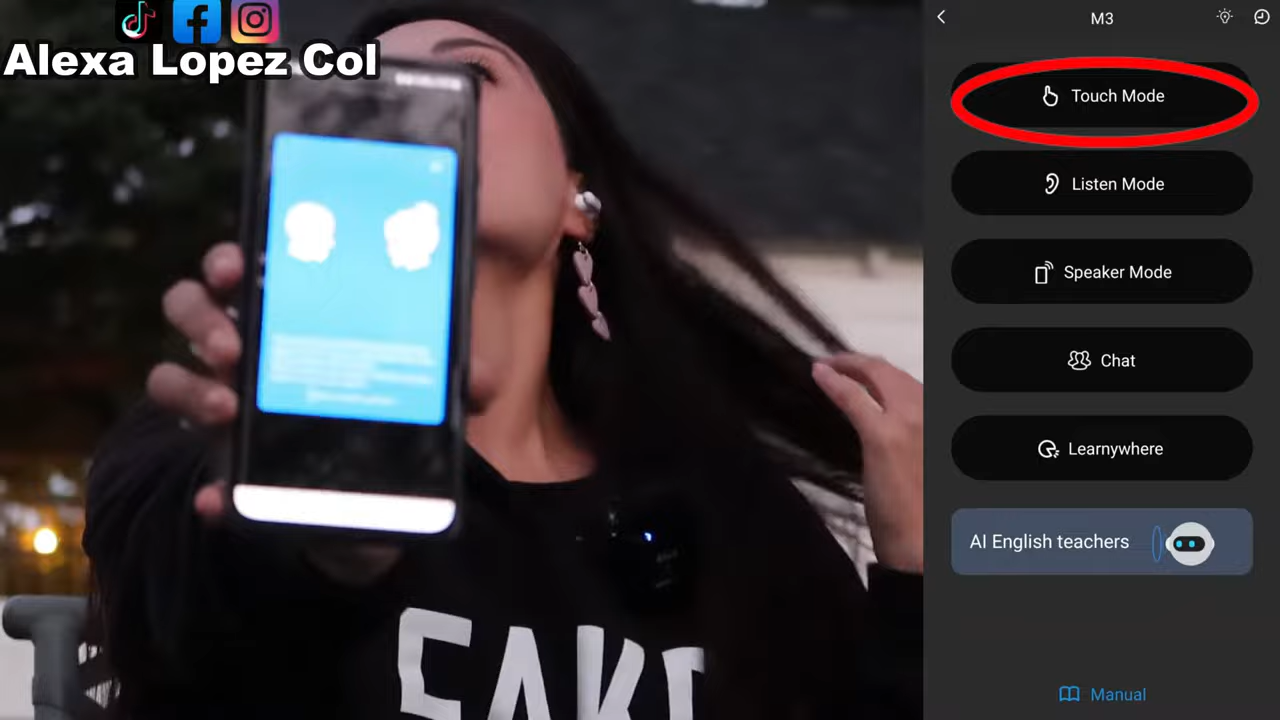 Alexa Lopez Col
FAKE
M3
Touch Mode
Listen Mode
Speaker Mode
Chat
Learnywhere
AI English teachers
Manual